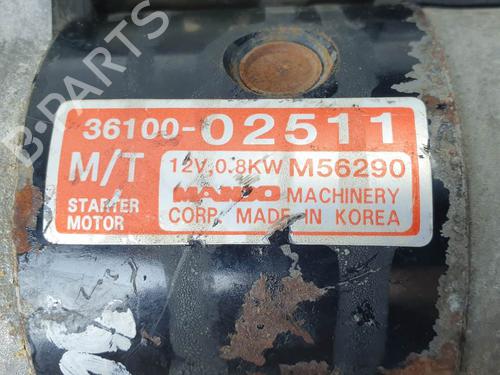 36100-02511
M/T 12V, 0.8KW M56290
STARTER MOTOR
MANDO MACHINERY
CORP. MADE IN KOREA
B-PARTS